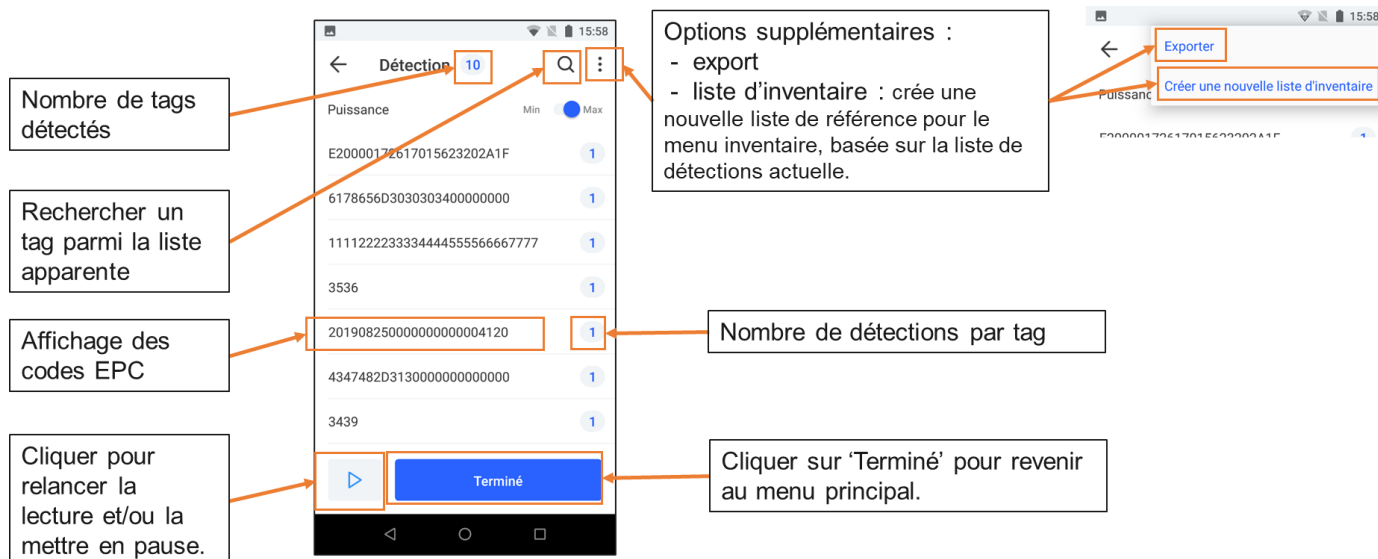 Nombre de tags
détectés
Rechercher un
tag parmi la liste
apparente
Affichage des
codes EPC
Cliquer pour
relancer la
lecture et/ou la
mettre en pause.
15:58
Détection 10
Puissance Min Max
E20000172617015623202A1F 1
6178656D3030303400000000 1
1111222233334444555566667777 1
3536 1
201908250000000000004120 1
4347482D3130000000000000 1
3439 1
Terminé
Options supplémentaires :
- export
- liste d'inventaire : crée une
nouvelle liste de référence pour le
menu inventaire, basée sur la liste de
détections actuelle.
Nombre de détections par tag
Cliquer sur ‘Terminé’ pour revenir
au menu principal.
15:58
Exporter
Puissanc
Créer une nouvelle liste d'inventaire
E20000172617015623202A1F 1